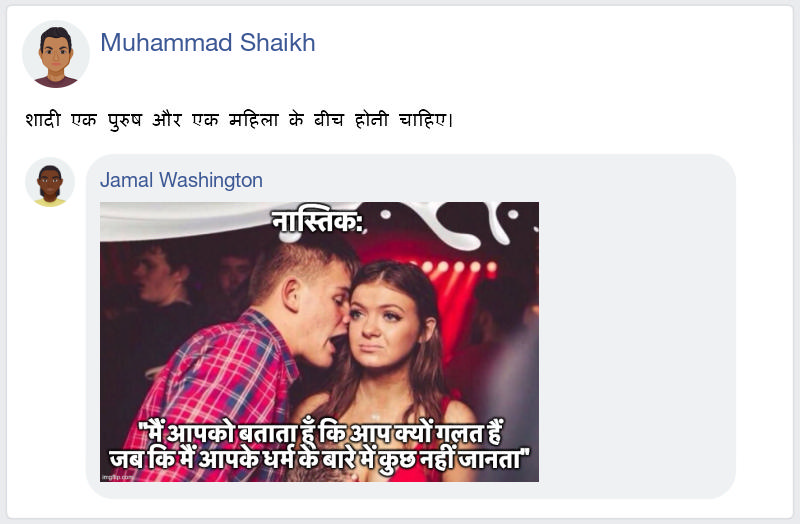 Muhammad Shaikh
शादी एक पुरुष और एक महिला के बीच होनी चाहिए।
Jamal Washington
नास्तिक:
"मैं आपको बताता हूँ कि आप क्यों गलत हैं
जब कि मैं आपके धर्म के बारे में कुछ नहीं जानता"
imgflip.com